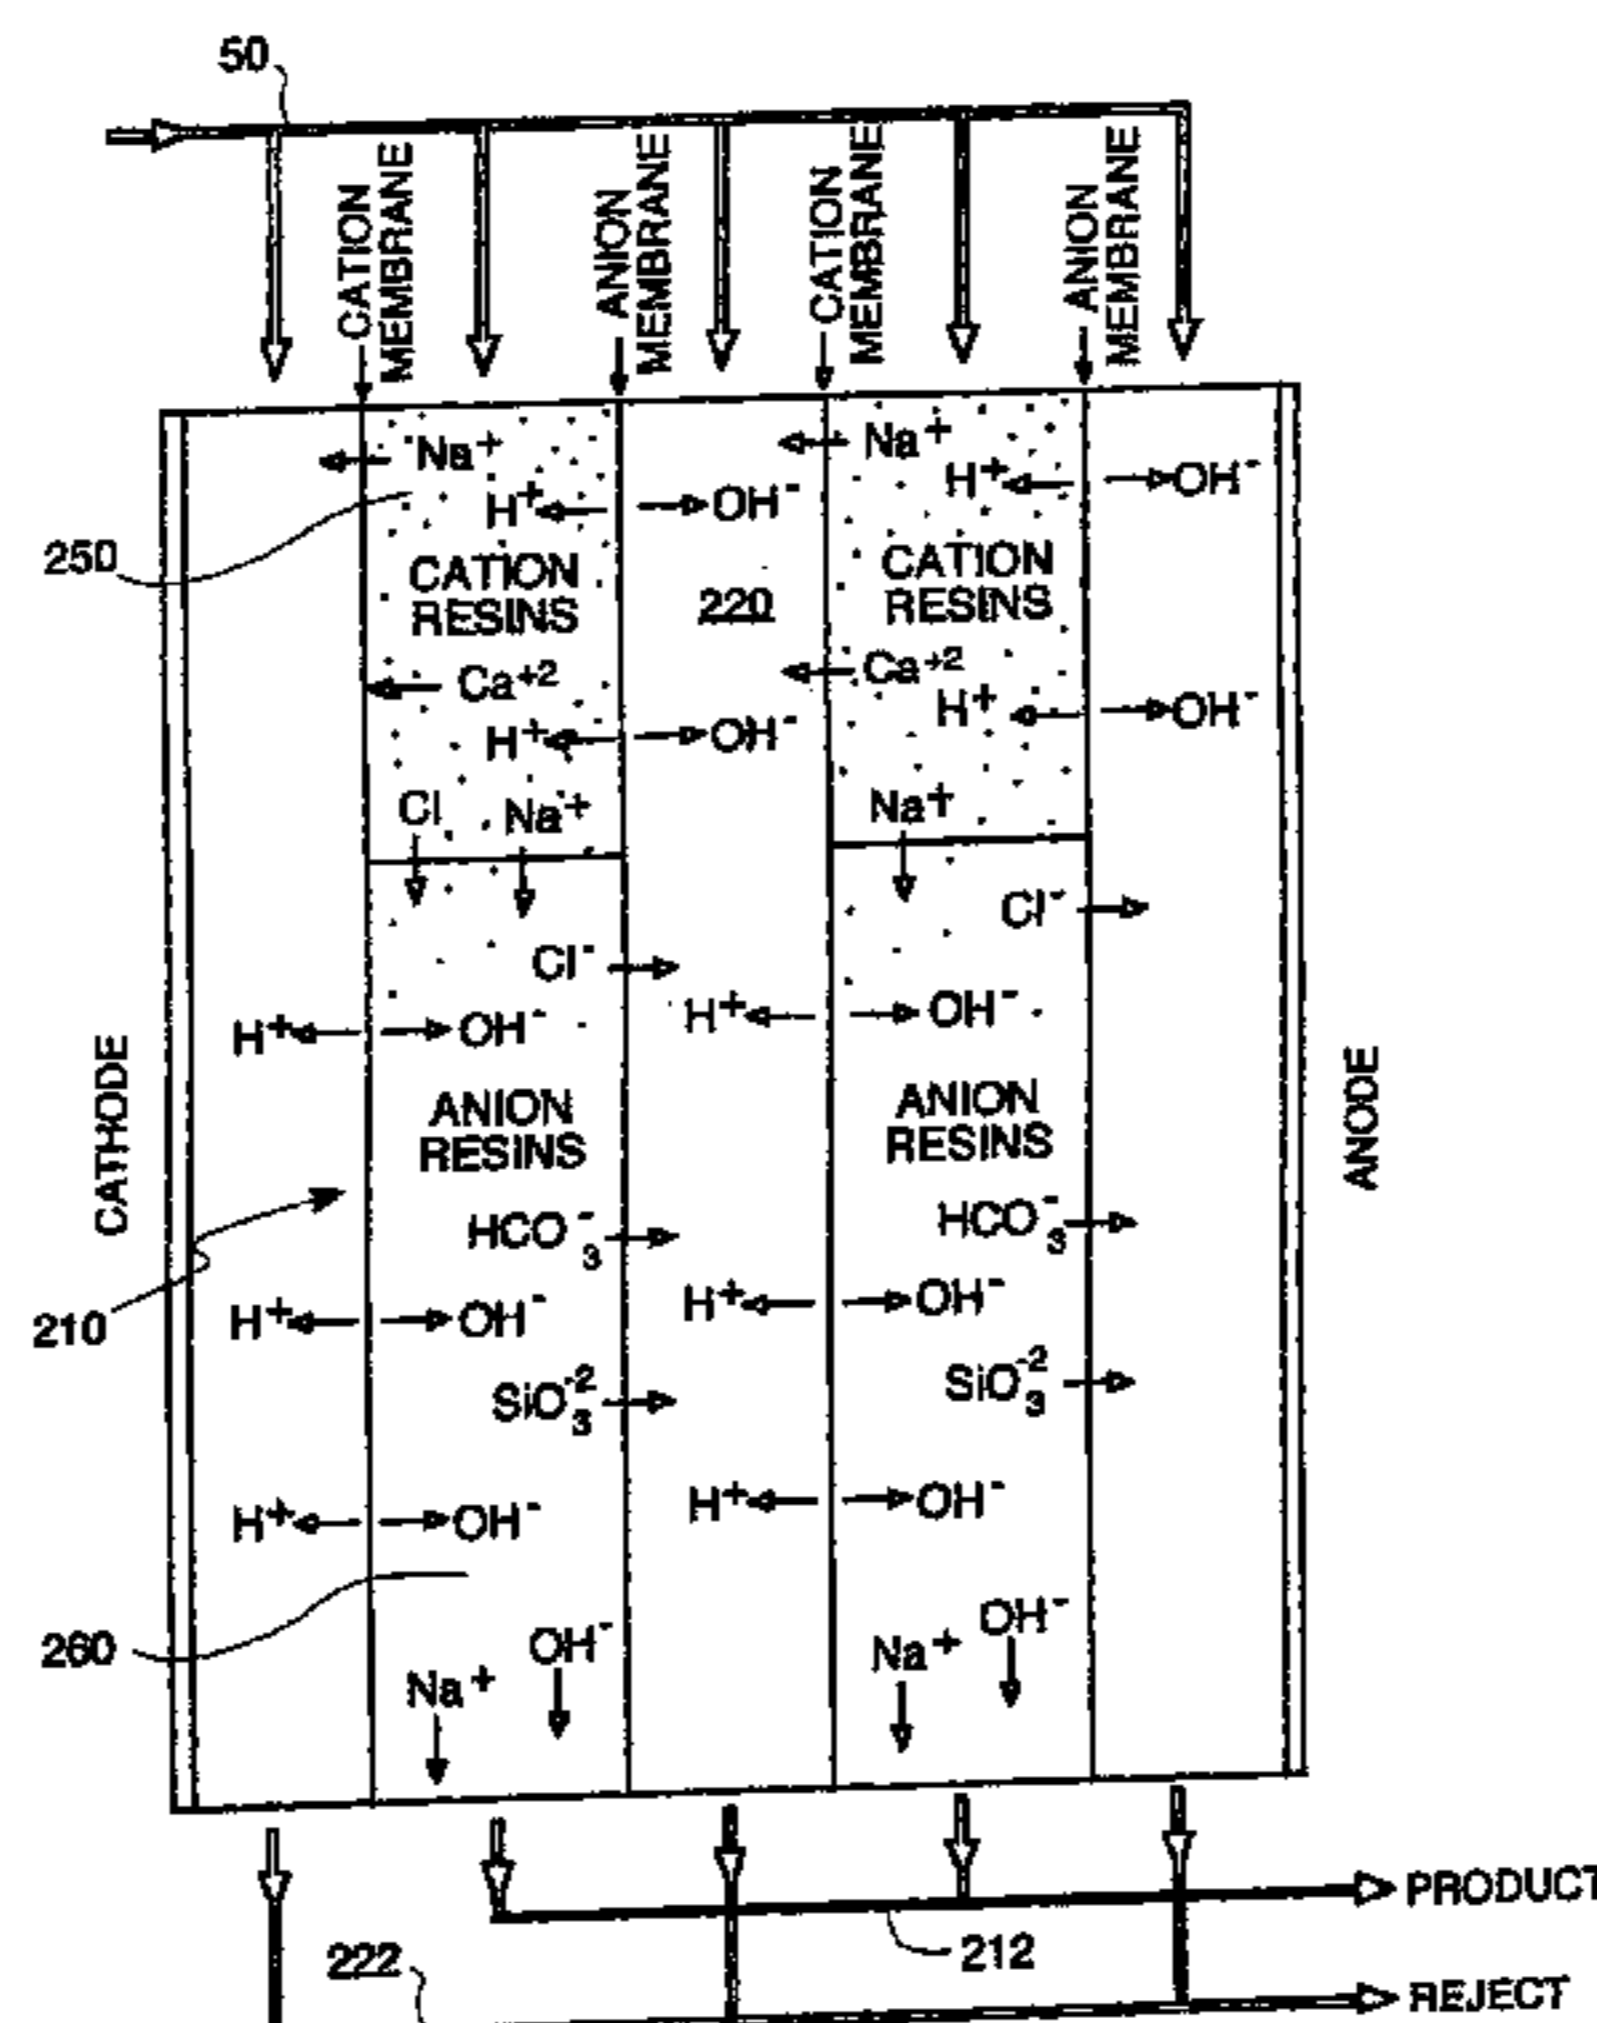 50
CATION
MEMBRANE
ANION
MEMBRANE
CATION
MEMBRANE
ANION
MEMBRANE
Na+ Na+
H+ OH- H+ OH-
250
CATION
RESINS
220
CATION
RESINS
Ca+2 Ca+2
H+ OH- H+ OH-
Cl Na+ Na+
Cl- Cl-
H+ OH- H+ OH-
CATHODE
ANION
RESINS
ANION
RESINS
ANODE
HCO3- HCO3-
210
H+ OH- H+ OH-
SiO3-2 SiO3-2
H+ OH- H+ OH-
260
Na+ OH- Na+ OH-
PRODUCT
212
222
REJECT